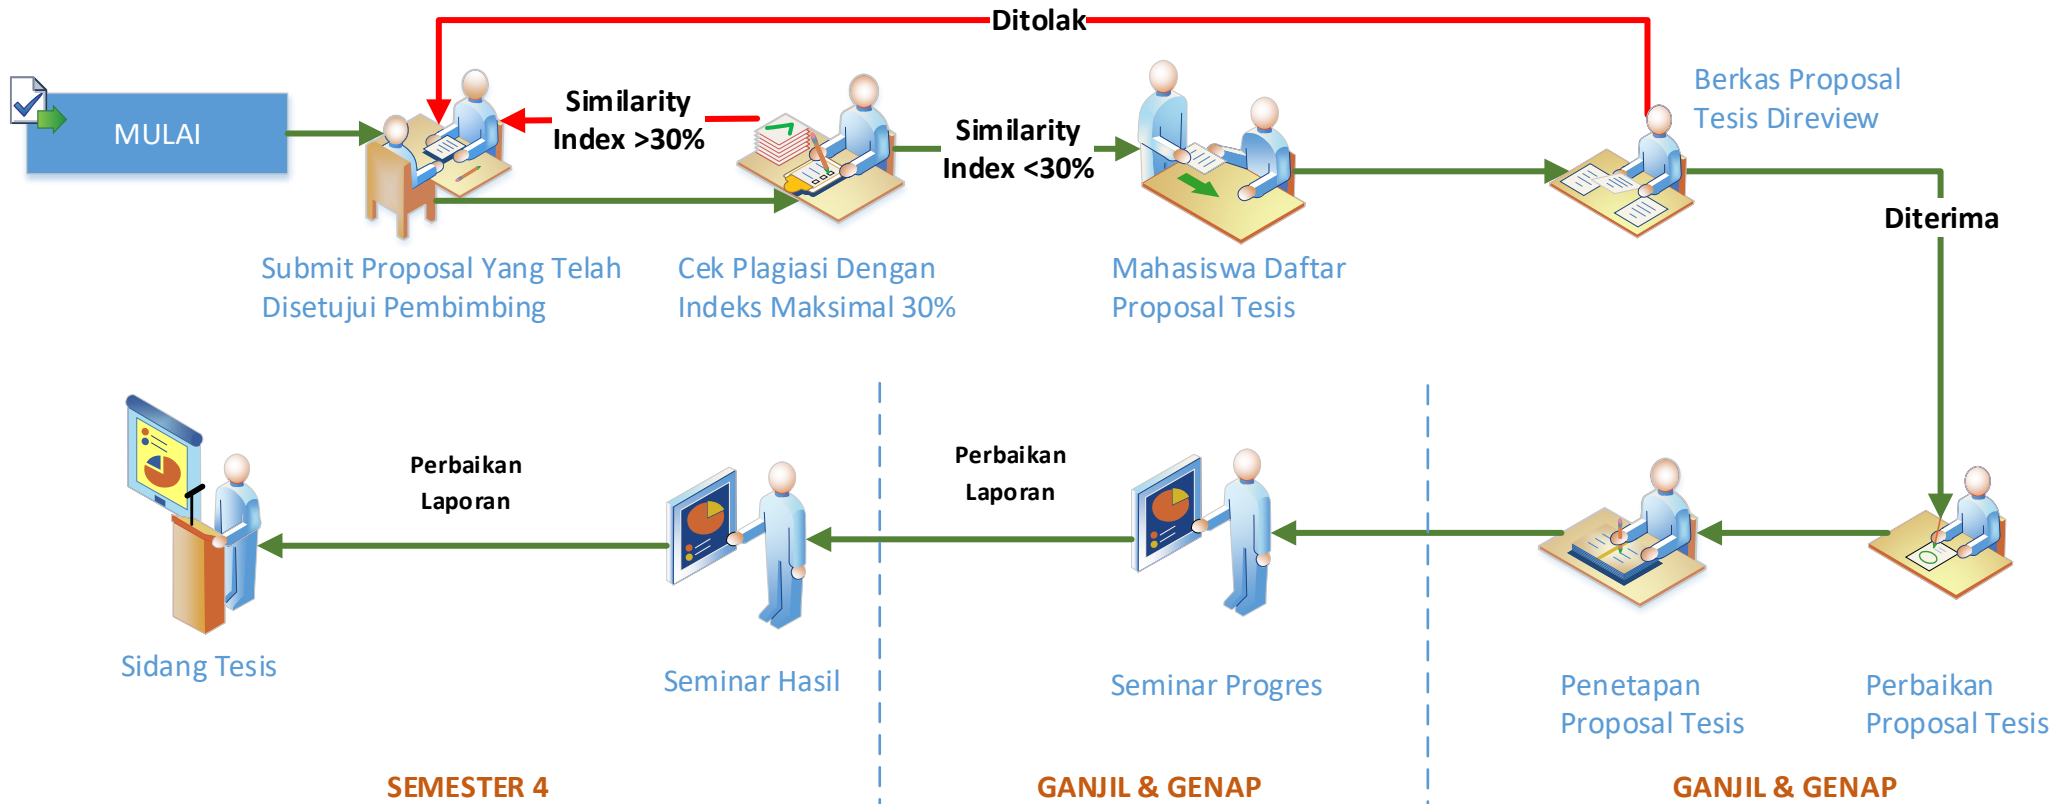 Ditolak
MULAI
Similarity
Index >30%
Similarity
Index <30%
Berkas Proposal
Tesis Direview
Diterima
Submit Proposal Yang Telah
Disetujui Pembimbing
Cek Plagiasi Dengan
Indeks Maksimal 30%
Mahasiswa Daftar
Proposal Tesis
Perbaikan
Laporan
Perbaikan
Laporan
Sidang Tesis
Seminar Hasil
Seminar Progres
Penetapan
Proposal Tesis
Perbaikan
Proposal Tesis
SEMESTER 4
GANJIL & GENAP
GANJIL & GENAP